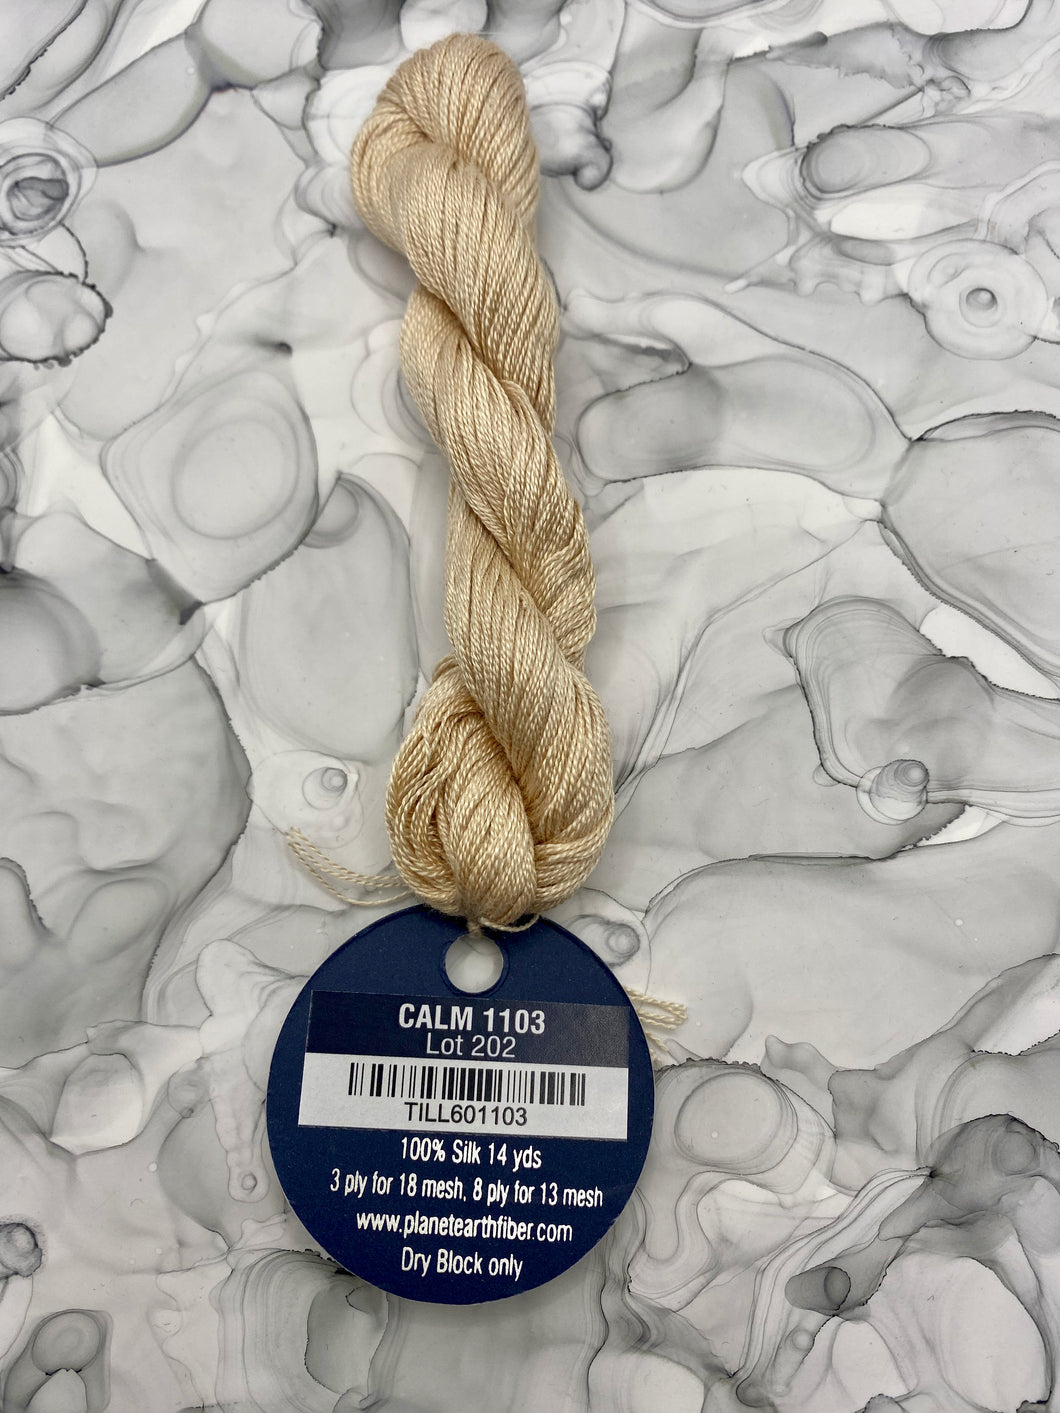 CALM 1103
Lot 202
TILL601103
100% Silk 14 yds
3 ply for 18 mesh, 8 ply for 13 mesh
www.planetearthfiber.com
Dry Block only